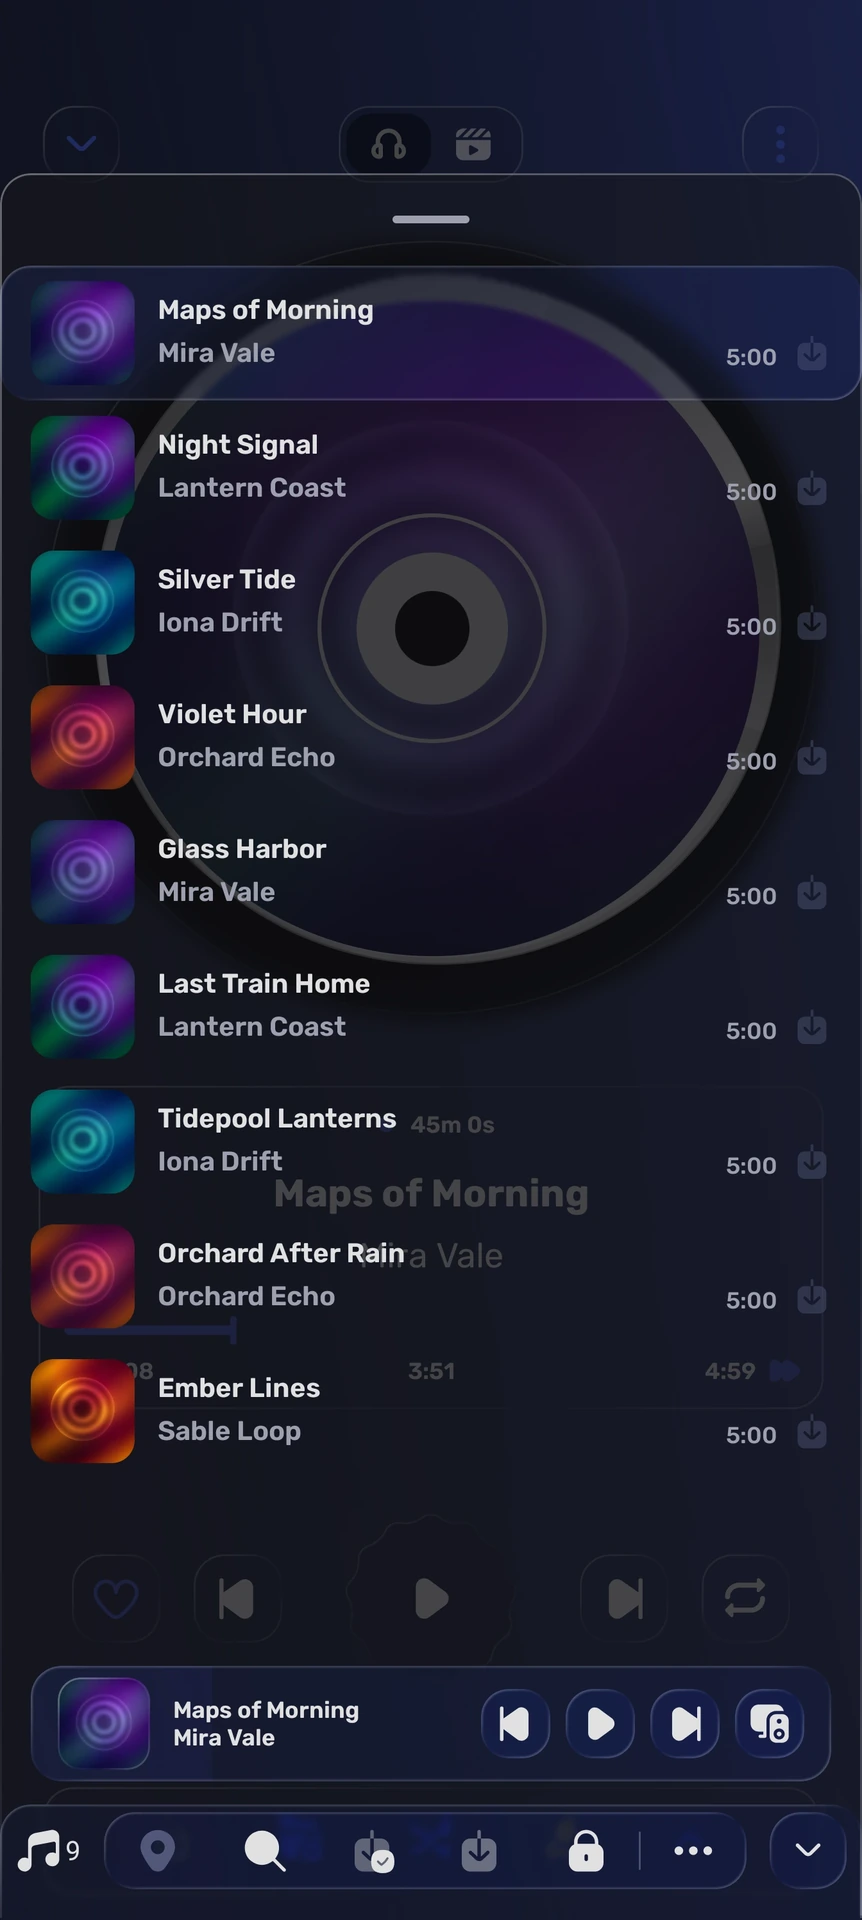 Maps of Morning
Mira Vale
5:00
Night Signal
Lantern Coast
5:00
Silver Tide
Iona Drift
5:00
Violet Hour
Orchard Echo
5:00
Glass Harbor
Mira Vale
5:00
Last Train Home
Lantern Coast
5:00
Tidepool Lanterns
45m 0s
Iona Drift
5:00
Maps of Morning
Orchard After Rain
Mira Vale
Orchard Echo
5:00
3:51
4:59
Ember Lines
Sable Loop
5:00
Maps of Morning
Mira Vale
9